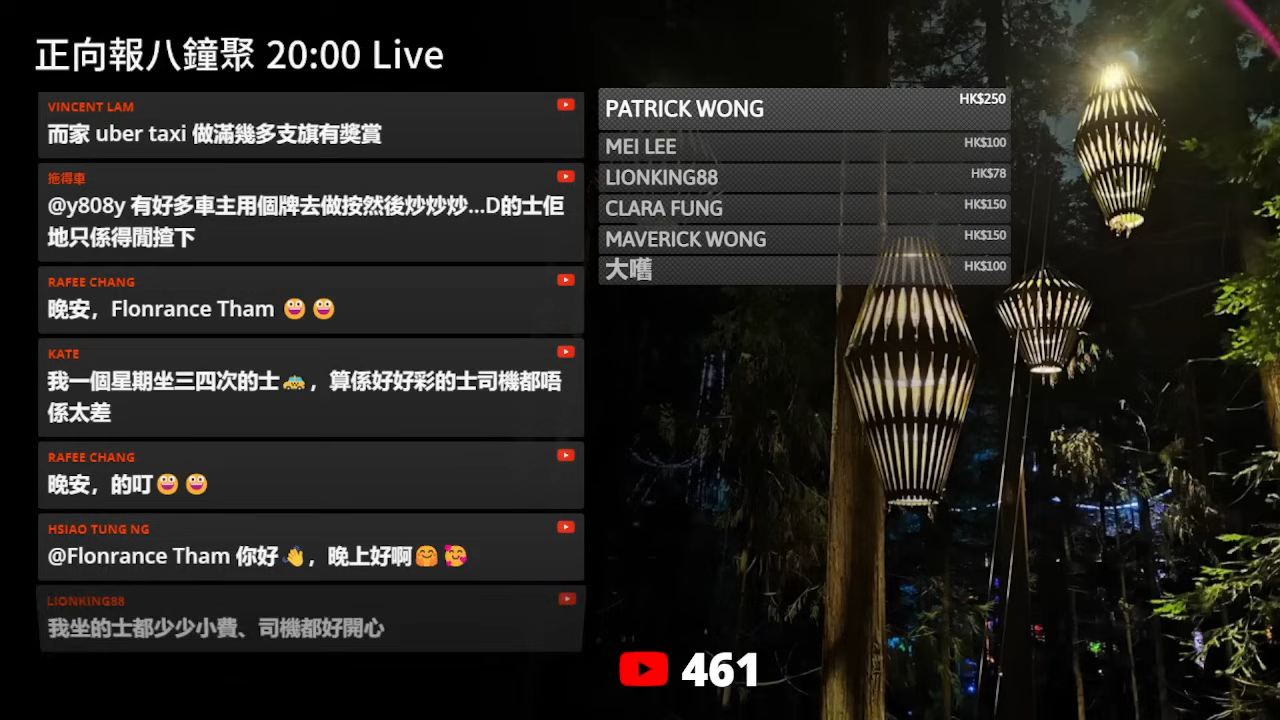 正向報八鐘聚 20:00 Live
VINCENT LAM
而家 uber taxi 做滿幾多支旗有獎賞
拖得車
@y808y 有好多車主用個牌去做按然後炒炒炒...D的士佢
地只係得閒揸下
RAFEE CHANG
晚安，Flonrance Tham 😀 😀
KATE
我一個星期坐三四次的士🚕，算係好好彩的士司機都唔
係太差
RAFEE CHANG
晚安，的叮😀 😀
HSIAO TUNG NG
@Flonrance Tham 你好👋，晚上好啊🤗 🥰
LIONKING88
我坐的士都少少小費、司機都好開心
PATRICK WONG HK$250
MEI LEE HK$100
LIONKING88 HK$78
CLARA FUNG HK$150
MAVERICK WONG HK$150
大嚿 HK$100
461